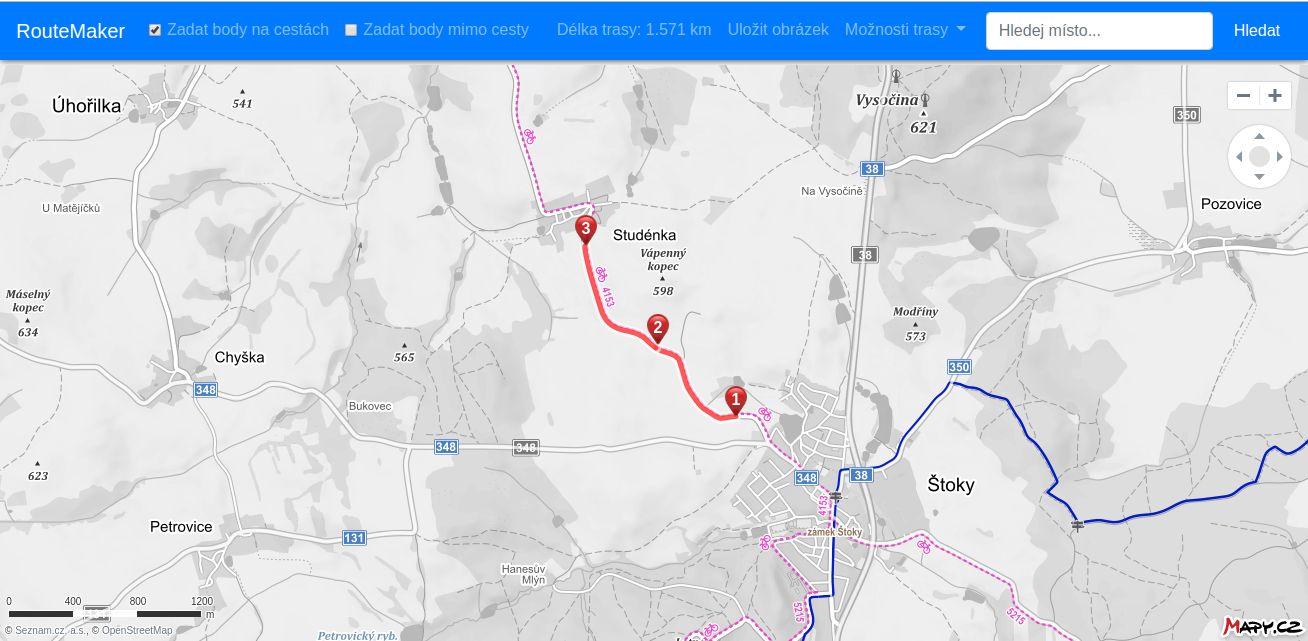 RouteMaker Zadat body na cestách Zadat body mimo cesty Délka trasy: 1.571 km Uložit obrázek Možnosti trasy Hledej místo... Hledat
Úhořilka
541
Vysočina
621
350
38
Na Vysočině
U Matějíčků
Pozovice
3
Studénka
Vápenný
kopec
598
38
4153
Máselný
kopec
634
Modříny
573
2
Chyška
565
350
348
1
Bukovec
348
348
623
348
38
Štoky
4153
Petrovice
131
zámek Štoky
Hanesův
Mlýn
0 400 800 1200
m
5215
5215
© Seznam.cz, a.s., © OpenStreetMap
Petrovický ryb.
Mapy.cz